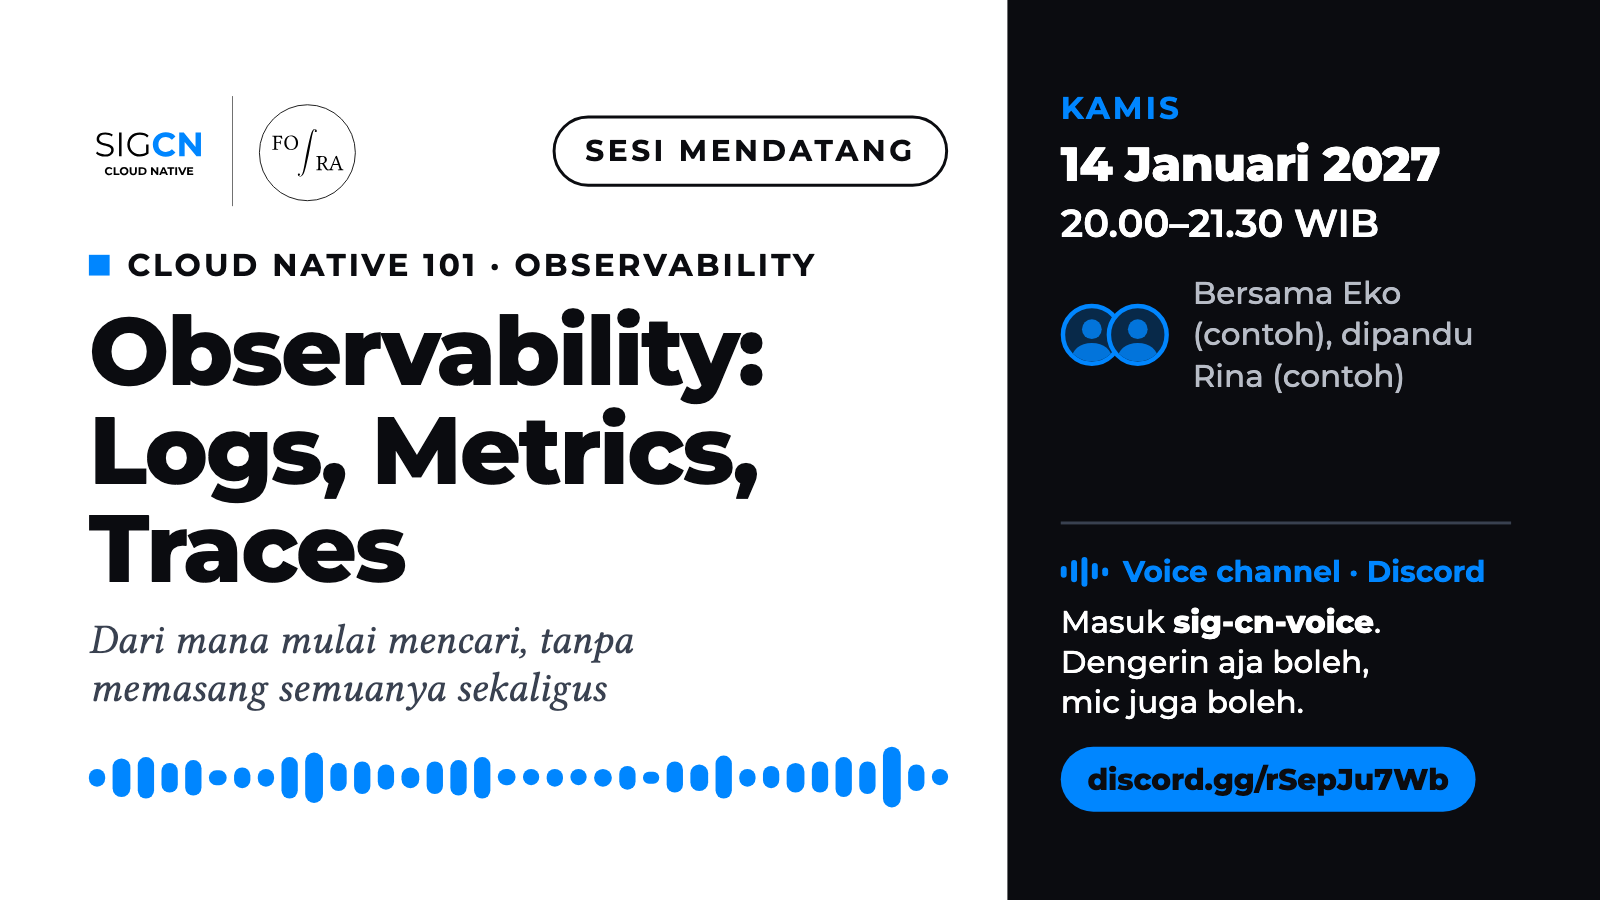 SIGCN
CLOUD NATIVE
FO
RA
SESI MENDATANG
CLOUD NATIVE 101 · OBSERVABILITY
Observability:
Logs, Metrics,
Traces
Dari mana mulai mencari, tanpa
memasang semuanya sekaligus
KAMIS
14 Januari 2027
20.00–21.30 WIB
Bersama Eko
(contoh), dipandu
Rina (contoh)
Voice channel · Discord
Masuk sig-cn-voice.
Dengerin aja boleh,
mic juga boleh.
discord.gg/rSepJu7Wb